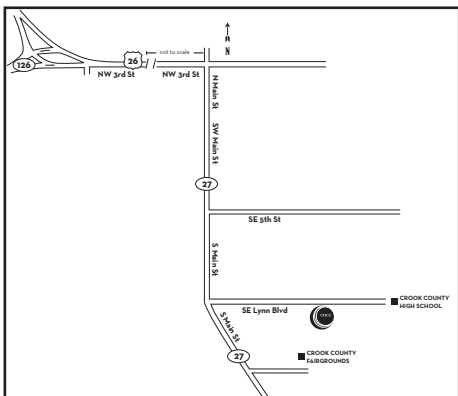 not to scale
N
26
126
NW 3rd St
NW 3rd St
N Main St
SW Main St
27
SE 5th St
S Main St
CROOK COUNTY
HIGH SCHOOL
SE Lynn Blvd
S Main St
27
CROOK COUNTY
FAIRGROUNDS